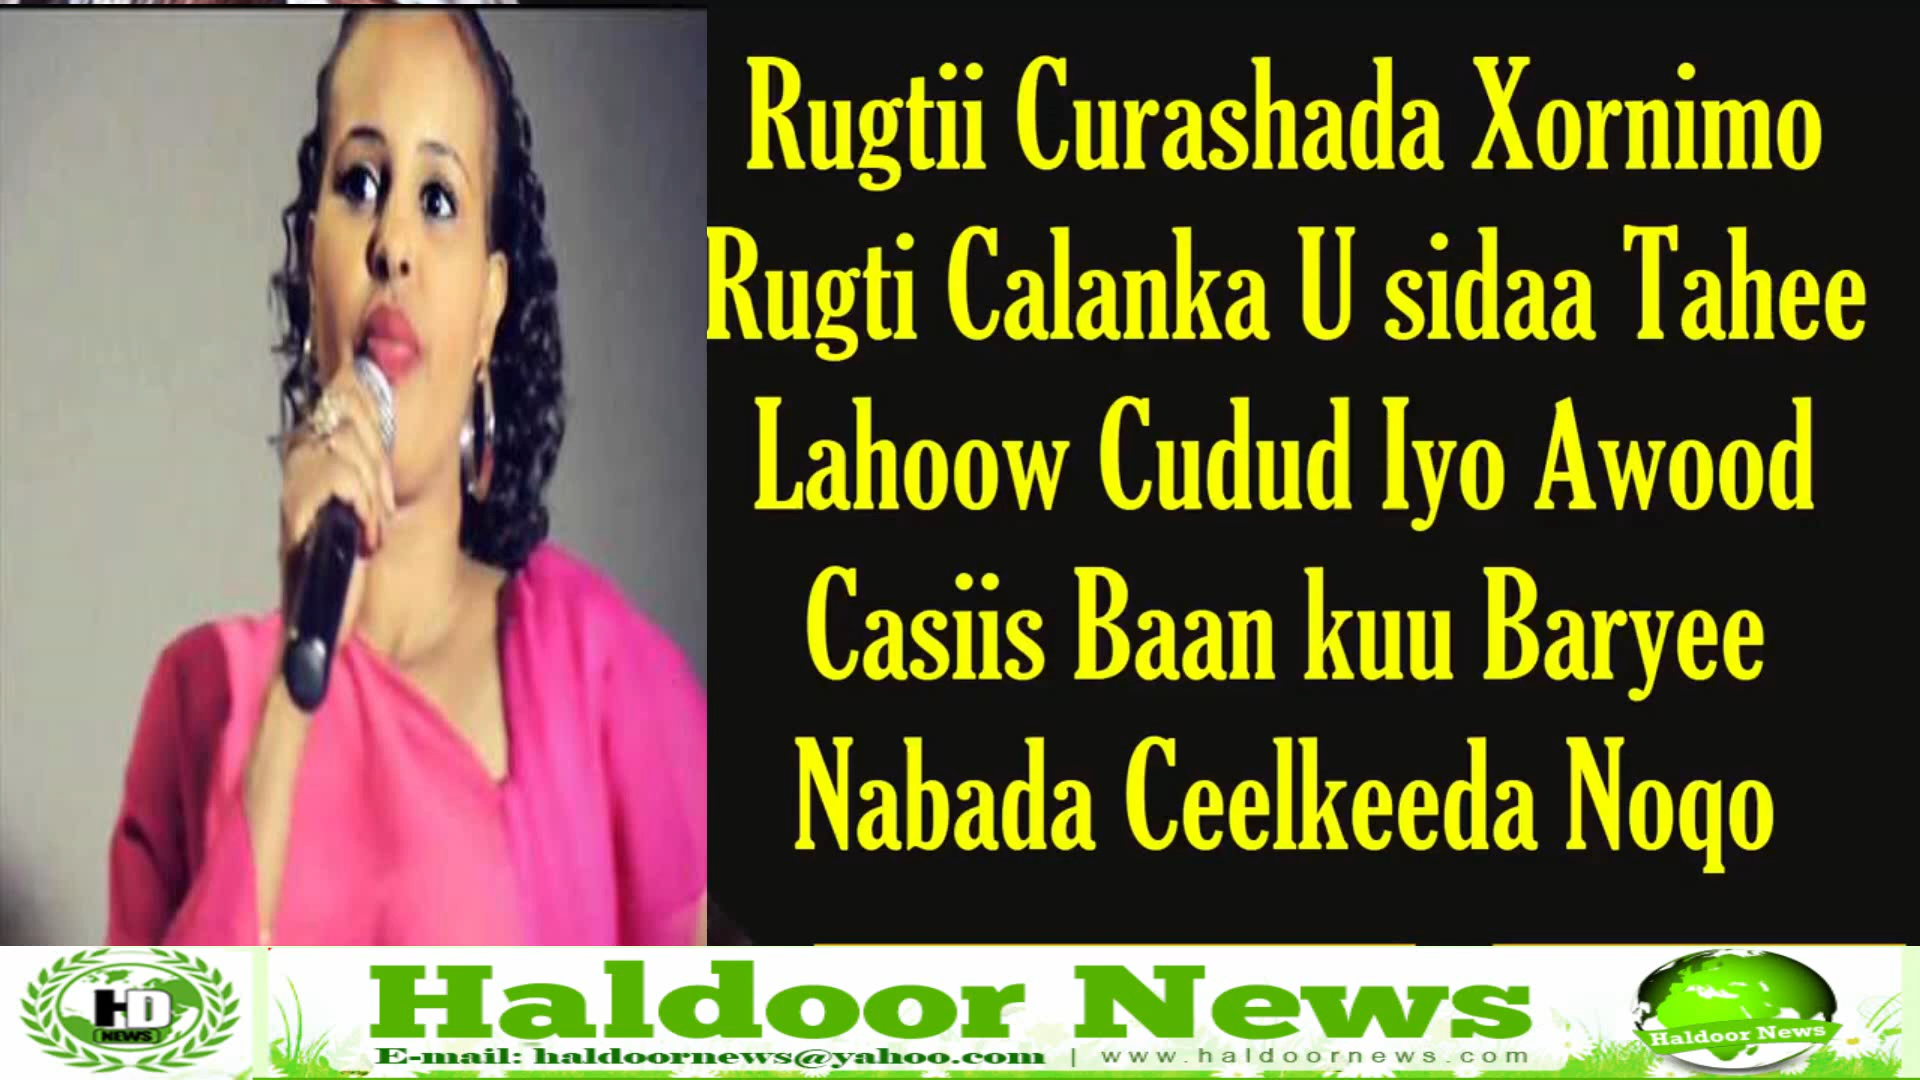 Rugtii Curashada Xornimo
Rugti Calanka U sidaa Tahee
Lahoow Cudud Iyo Awood
Casiis Baan kuu Baryee
Nabada Ceelkeeda Noqo
HD
NEWS
Haldoor News
E-mail: haldoornews@yahoo.com | www.haldoornews.com
Haldoor News